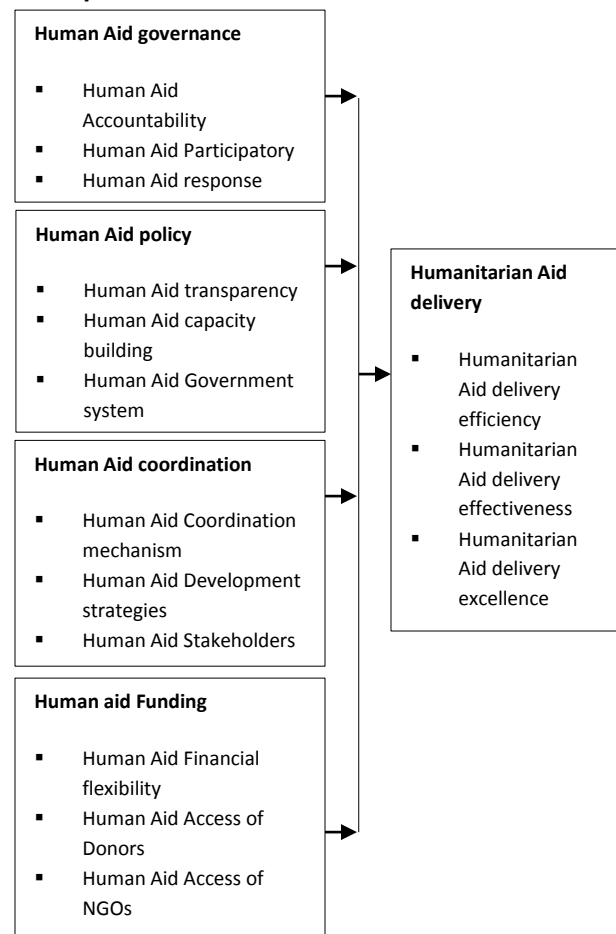 Human Aid governance
▪ Human Aid
Accountability
▪ Human Aid Participatory
▪ Human Aid response
Human Aid policy
▪ Human Aid transparency
▪ Human Aid capacity
building
▪ Human Aid Government
system
Human Aid coordination
▪ Human Aid Coordination
mechanism
▪ Human Aid Development
strategies
▪ Human Aid Stakeholders
Human aid Funding
▪ Human Aid Financial
flexibility
▪ Human Aid Access of
Donors
▪ Human Aid Access of
NGOs
Humanitarian Aid
delivery
▪ Humanitarian
Aid delivery
efficiency
▪ Humanitarian
Aid delivery
effectiveness
▪ Humanitarian
Aid delivery
excellence